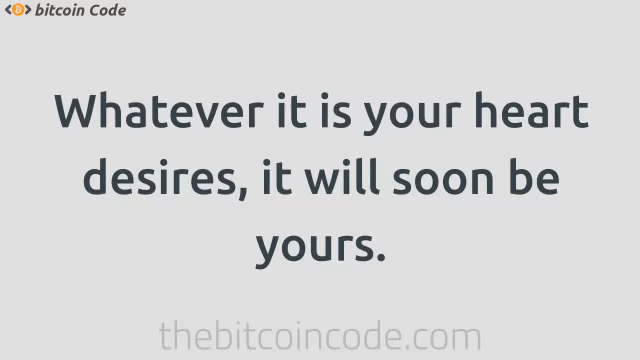 bitcoin Code
Whatever it is your heart
desires, it will soon be
yours.
thebitcoincode.com